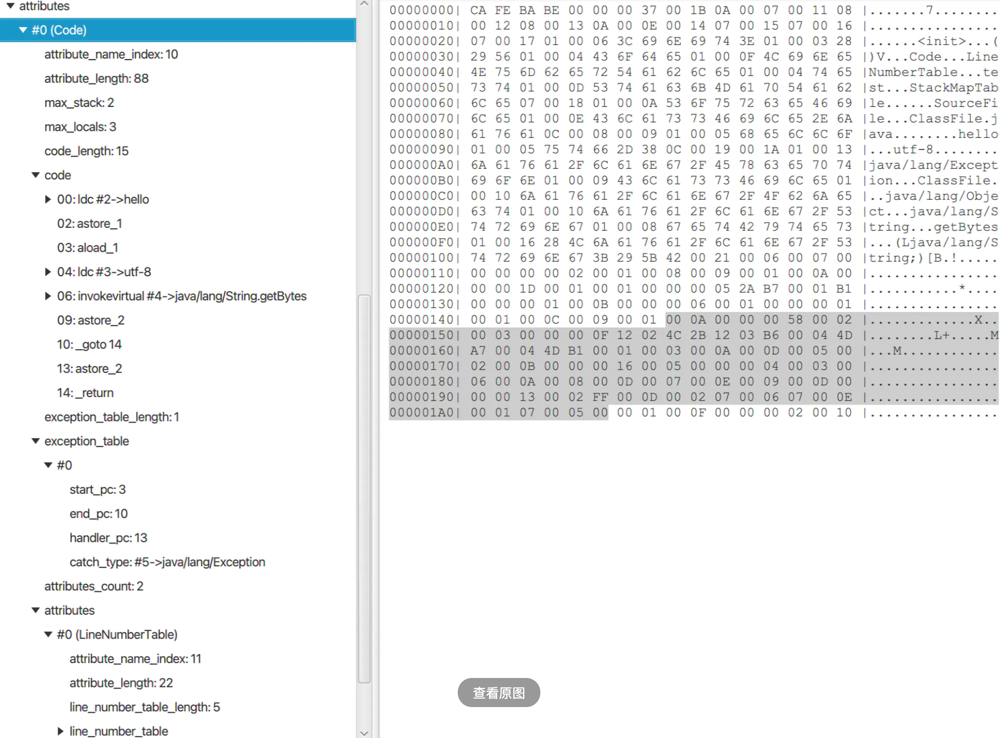 attributes
#0 (Code)
attribute_name_index: 10
attribute_length: 88
max_stack: 2
max_locals: 3
code_length: 15
code
00: ldc #2->hello
02: astore_1
03: aload_1
04: ldc #3->utf-8
06: invokevirtual #4->java/lang/String.getBytes
09: astore_2
10: _goto 14
13: astore_2
14: _return
exception_table_length: 1
exception_table
#0
start_pc: 3
end_pc: 10
handler_pc: 13
catch_type: #5->java/lang/Exception
attributes_count: 2
attributes
#0 (LineNumberTable)
attribute_name_index: 11
attribute_length: 22
line_number_table_length: 5
line_number_table
00000000| CA FE BA BE 00 00 00 37 00 1B 0A 00 07 00 11 08 |.......7........
00000010| 00 12 08 00 13 0A 00 0E 00 14 07 00 15 07 00 16 |................
00000020| 07 00 17 01 00 06 3C 69 6E 69 74 3E 01 00 03 28 |......<init>...(
00000030| 29 56 01 00 04 43 6F 64 65 01 00 0F 4C 69 6E 65 |)V...Code...Line
00000040| 4E 75 6D 62 65 72 54 61 62 6C 65 01 00 04 74 65 |NumberTable...te
00000050| 73 74 01 00 0D 53 74 61 63 6B 4D 61 70 54 61 62 |st...StackMapTab
00000060| 6C 65 07 00 18 01 00 0A 53 6F 75 72 63 65 46 69 |le......SourceFi
00000070| 6C 65 01 00 0E 43 6C 61 73 73 46 69 6C 65 2E 6A |le...ClassFile.j
00000080| 61 76 61 0C 00 08 00 09 01 00 05 68 65 6C 6C 6F |ava........hello
00000090| 01 00 05 75 74 66 2D 38 0C 00 19 00 1A 01 00 13 |...utf-8........
000000A0| 6A 61 76 61 2F 6C 61 6E 67 2F 45 78 63 65 70 74 |java/lang/Except
000000B0| 69 6F 6E 01 00 09 43 6C 61 73 73 46 69 6C 65 01 |ion...ClassFile.
000000C0| 00 10 6A 61 76 61 2F 6C 61 6E 67 2F 4F 62 6A 65 |..java/lang/Obje
000000D0| 63 74 01 00 10 6A 61 76 61 2F 6C 61 6E 67 2F 53 |ct...java/lang/S
000000E0| 74 72 69 6E 67 01 00 08 67 65 74 42 79 74 65 73 |tring...getBytes
000000F0| 01 00 16 28 4C 6A 61 76 61 2F 6C 61 6E 67 2F 53 |...(Ljava/lang/S
00000100| 74 72 69 6E 67 3B 29 5B 42 00 21 00 06 00 07 00 |tring;)[B.!.....
00000110| 00 00 00 00 02 00 01 00 08 00 09 00 01 00 0A 00 |................
00000120| 00 00 1D 00 01 00 01 00 00 00 05 2A B7 00 01 B1 |...........*....
00000130| 00 00 00 01 00 0B 00 00 00 06 00 01 00 00 00 01 |................
00000140| 00 01 00 0C 00 09 00 01 00 0A 00 00 00 58 00 02 |.............X..
00000150| 00 03 00 00 00 0F 12 02 4C 2B 12 03 B6 00 04 4D |........L+.....M
00000160| A7 00 04 4D B1 00 01 00 03 00 0A 00 0D 00 05 00 |...M............
00000170| 02 00 0B 00 00 00 16 00 05 00 00 00 04 00 03 00 |................
00000180| 06 00 0A 00 08 00 0D 00 07 00 0E 00 09 00 0D 00 |................
00000190| 00 00 13 00 02 FF 00 0D 00 02 07 00 06 07 00 0E |................
000001A0| 00 01 07 00 05 00 00 01 00 0F 00 00 00 02 00 10 |................
查看原图